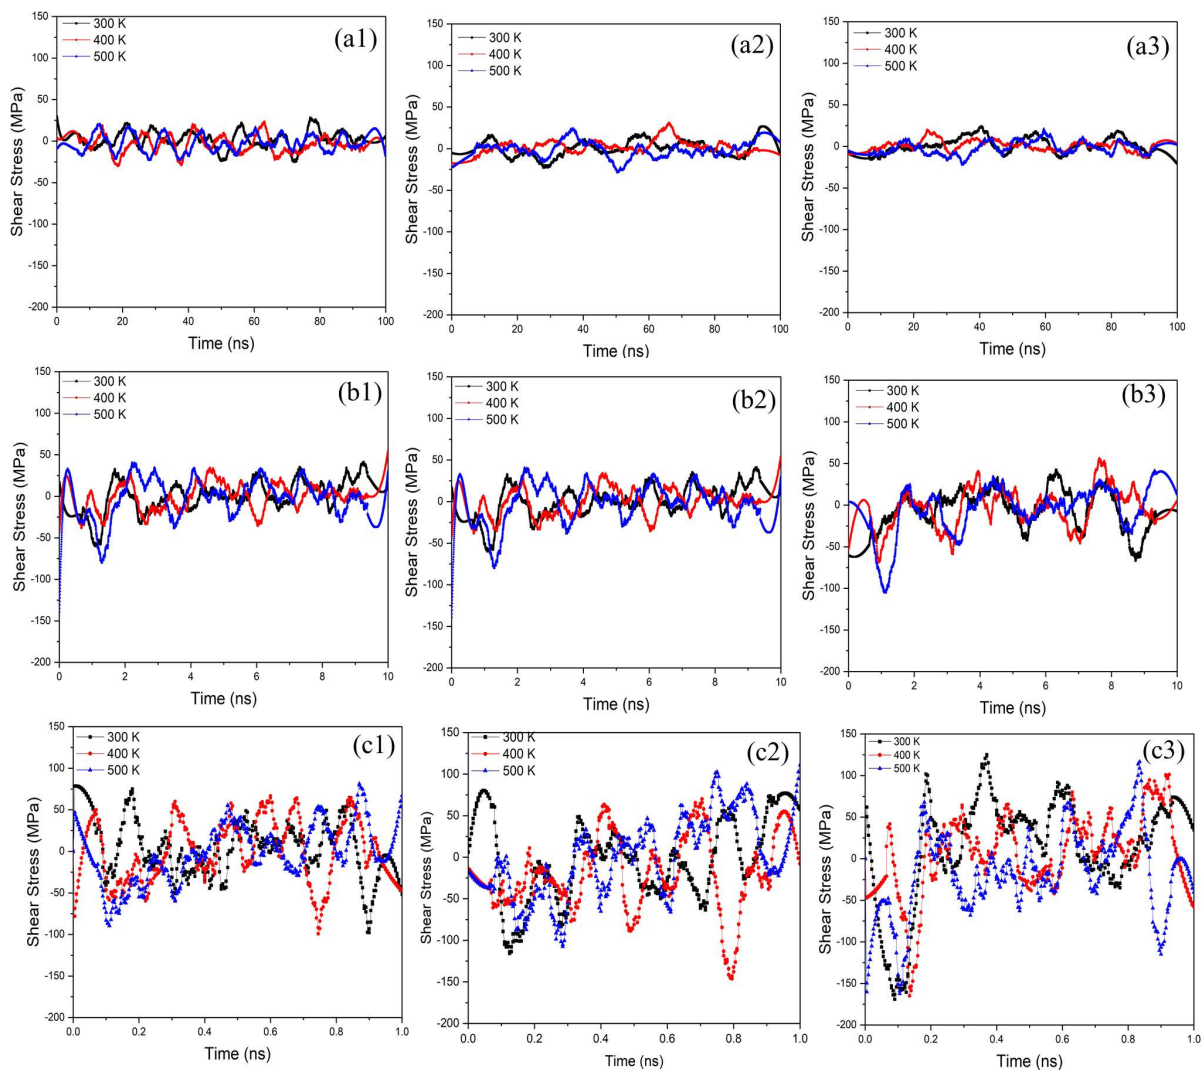 (a1)
300 K
400 K
500 K
Shear Stress (MPa)
150
100
50
0
-50
-100
-150
-200
0 20 40 60 80 100
Time (ns)
(a2)
300 K
400 K
500 K
Shear Stress (MPa)
150
100
50
0
-50
-100
-150
-200
0 20 40 60 80 100
Time (ns)
(a3)
300 K
400 K
500 K
Shear Stress (MPa)
150
100
50
0
-50
-100
-150
-200
0 20 40 60 80 100
Time (ns)
(b1)
300 K
400 K
500 K
Shear Stress (MPa)
150
100
50
0
-50
-100
-150
-200
0 2 4 6 8 10
Time (ns)
(b2)
300 K
400 K
500 K
Shear Stress (MPa)
150
100
50
0
-50
-100
-150
-200
0 2 4 6 8 10
Time (ns)
(b3)
300 K
400 K
500 K
Shear Stress (MPa)
150
100
50
0
-50
-100
-150
-200
0 2 4 6 8 10
Time (ns)
(c1)
300 K
400 K
500 K
Shear Stress (MPa)
150
100
50
0
-50
-100
-150
-200
0.0 0.2 0.4 0.6 0.8 1.0
Time (ns)
(c2)
300 K
400 K
500 K
Shear Stress (MPa)
150
100
50
0
-50
-100
-150
-200
0.0 0.2 0.4 0.6 0.8 1.0
Time (ns)
(c3)
300 K
400 K
500 K
Shear Stress (MPa)
150
125
100
50
0
-50
-100
-150
-200
0.0 0.2 0.4 0.6 0.8 1.0
Time (ns)